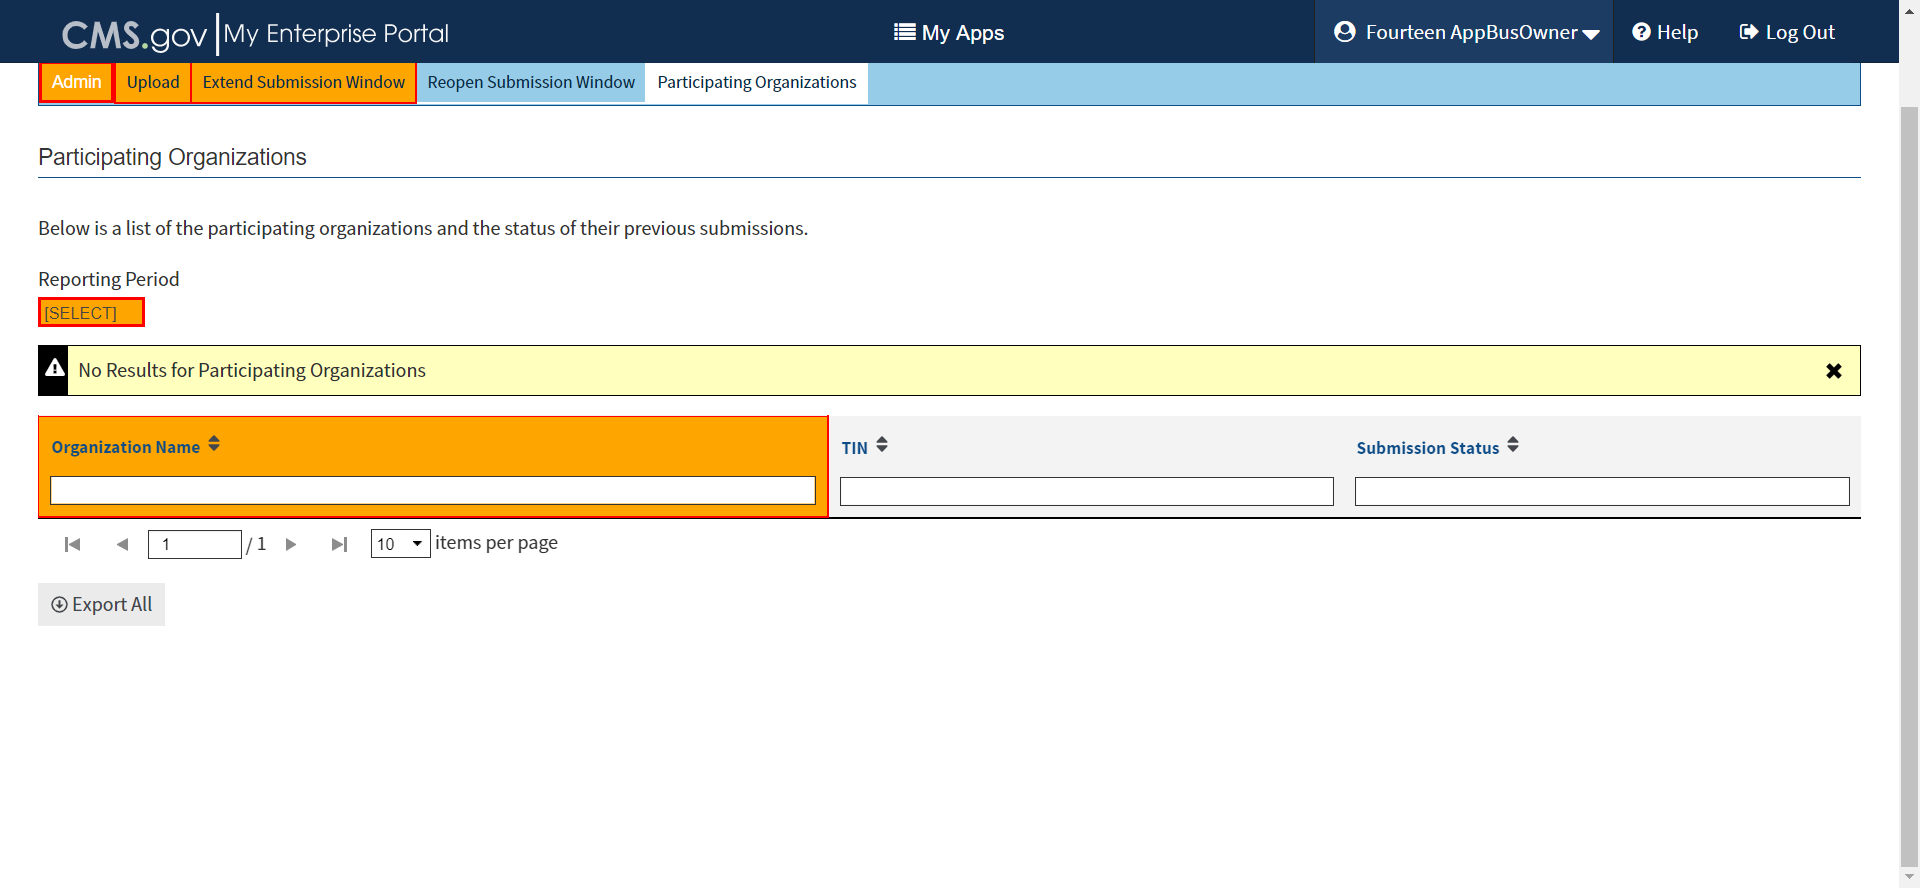 CMS.gov My Enterprise Portal My Apps Fourteen AppBusOwner Help Log Out
Admin Upload Extend Submission Window Reopen Submission Window Participating Organizations
Participating Organizations
Below is a list of the participating organizations and the status of their previous submissions.
Reporting Period
[SELECT]
No Results for Participating Organizations
Organization Name TIN Submission Status
1 / 1 10 items per page
Export All